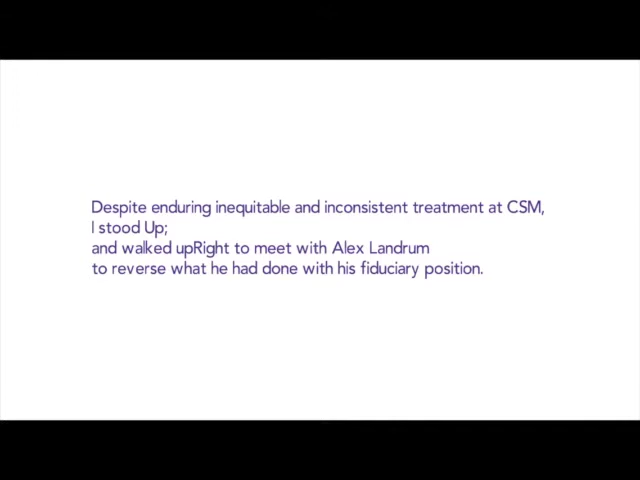 Despite enduring inequitable and inconsistent treatment at CSM,
I stood Up;
and walked upRight to meet with Alex Landrum
to reverse what he had done with his fiduciary position.